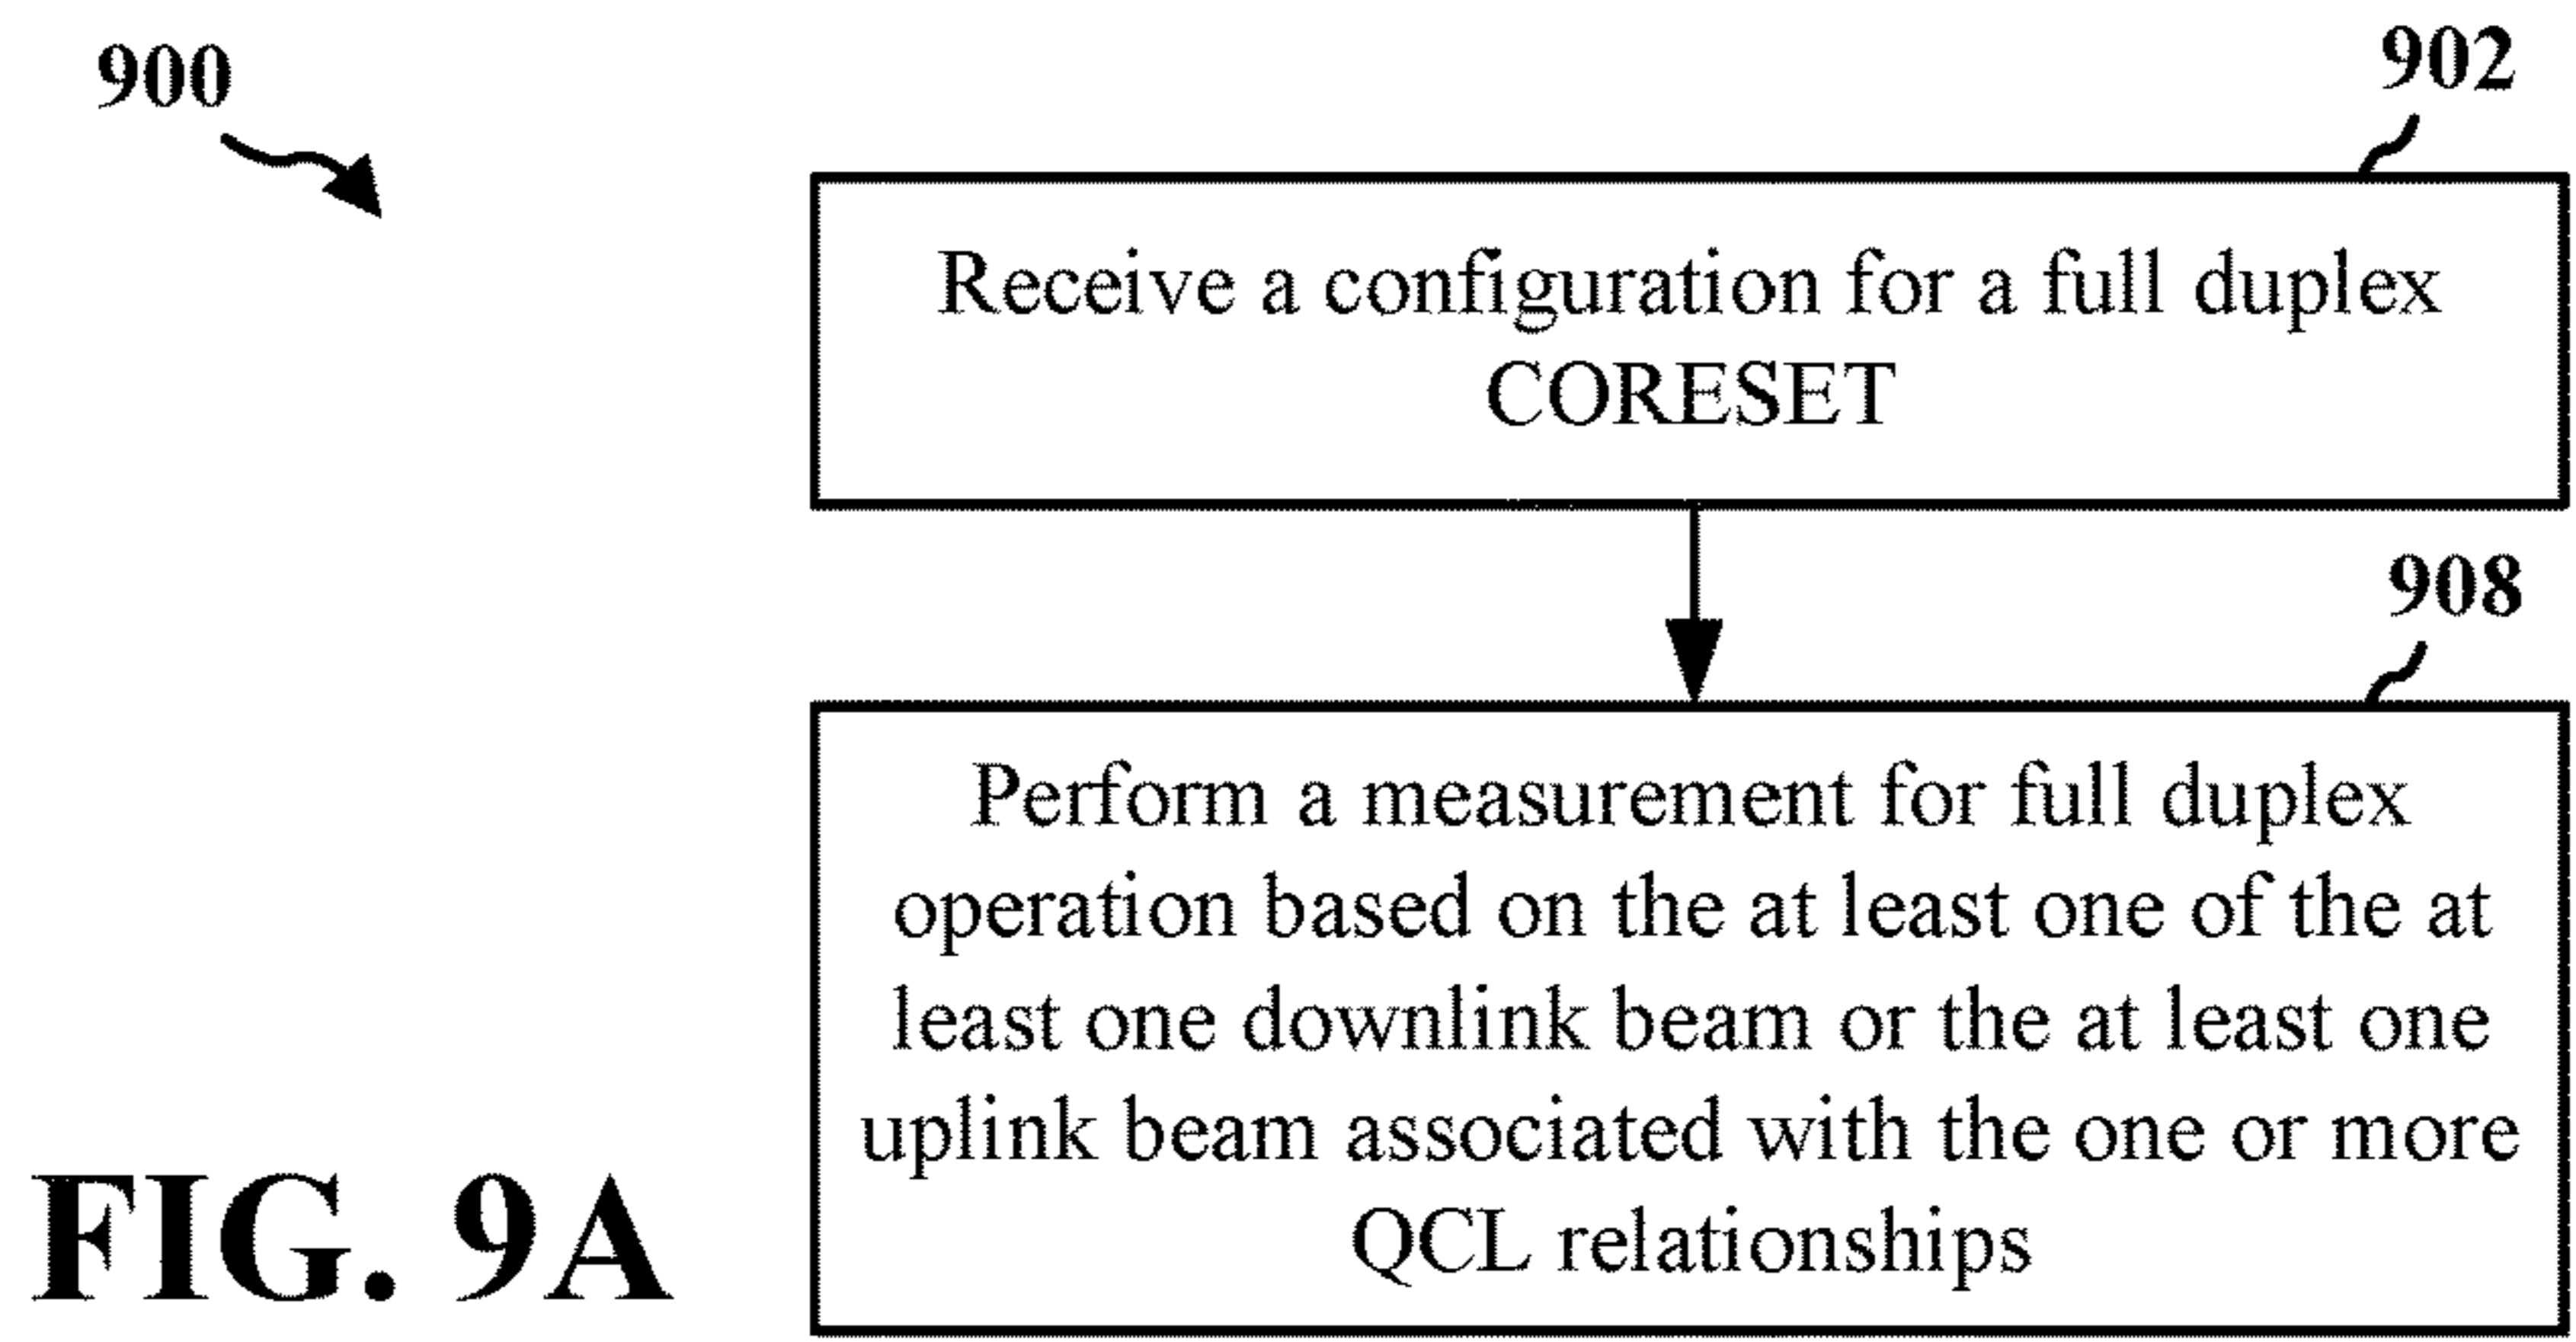 900
902
Receive a configuration for a full duplex
CORESET
908
Perform a measurement for full duplex
operation based on the at least one of the at
least one downlink beam or the at least one
uplink beam associated with the one or more
QCL relationships
FIG. 9A